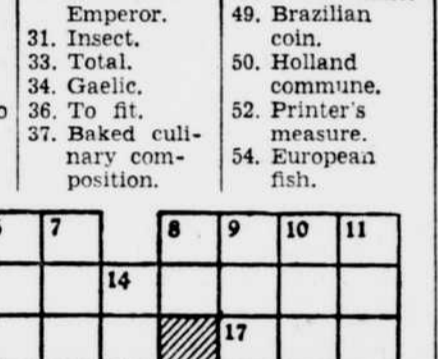 Emperor.
31. Insect.
33. Total.
34. Gaelic.
36. To fit.
37. Baked culi-
nary com-
position.
49. Brazilian
coin.
50. Holland
commune.
52. Printer's
measure.
54. European
fish.
7 8 9 10 11
14
17